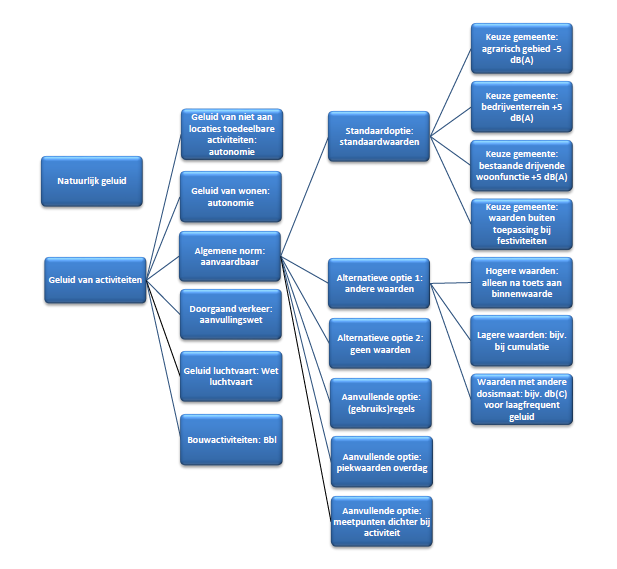 Natuurlijk geluid
Geluid van activiteiten
Geluid van niet aan
locaties toedeelbare
activiteiten:
autonomie
Geluid van wonen:
autonomie
Algemene norm:
aanvaardbaar
Doorgaand verkeer:
aanvullingswet
Geluid luchtvaart: Wet
luchtvaart
Bouwactiviteiten: Bbl
Standaardoptie:
standaardwaarden
Alternatieve optie 1:
andere waarden
Alternatieve optie 2:
geen waarden
Aanvullende optie:
(gebruiks)regels
Aanvullende optie:
piekwaarden overdag
Aanvullende optie:
meetpunten dichter bij
activiteit
Keuze gemeente:
agrarisch gebied -5
dB(A)
Keuze gemeente:
bedrijventerrein +5
dB(A)
Keuze gemeente:
bestaande drijvende
woonfunctie +5 dB(A)
Keuze gemeente:
waarden buiten
toepassing bij
festiviteiten
Hogere waarden:
alleen na toets aan
binnenwaarde
Lagere waarden: bijv.
bij cumulatie
Waarden met andere
dosismaat: bijv. db(C)
voor laagfrequent
geluid